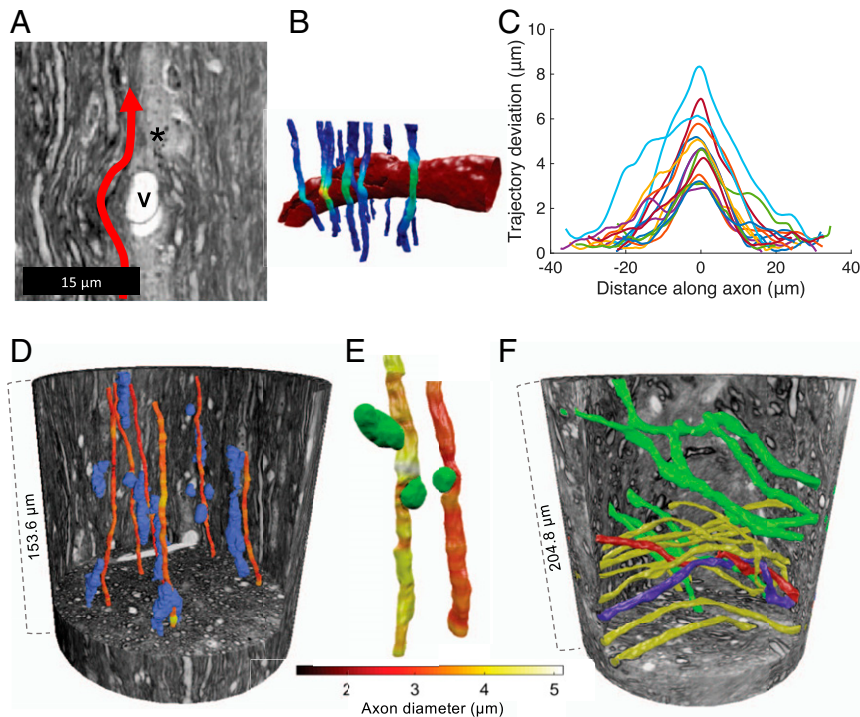 A
*
V
15 μm
B
C
Trajectory deviation (μm)
10
8
6
4
2
0
-40
-20
0
20
40
Distance along axon (μm)
D
153.6 μm
E
F
204.8 μm
2
3
4
5
Axon diameter (μm)